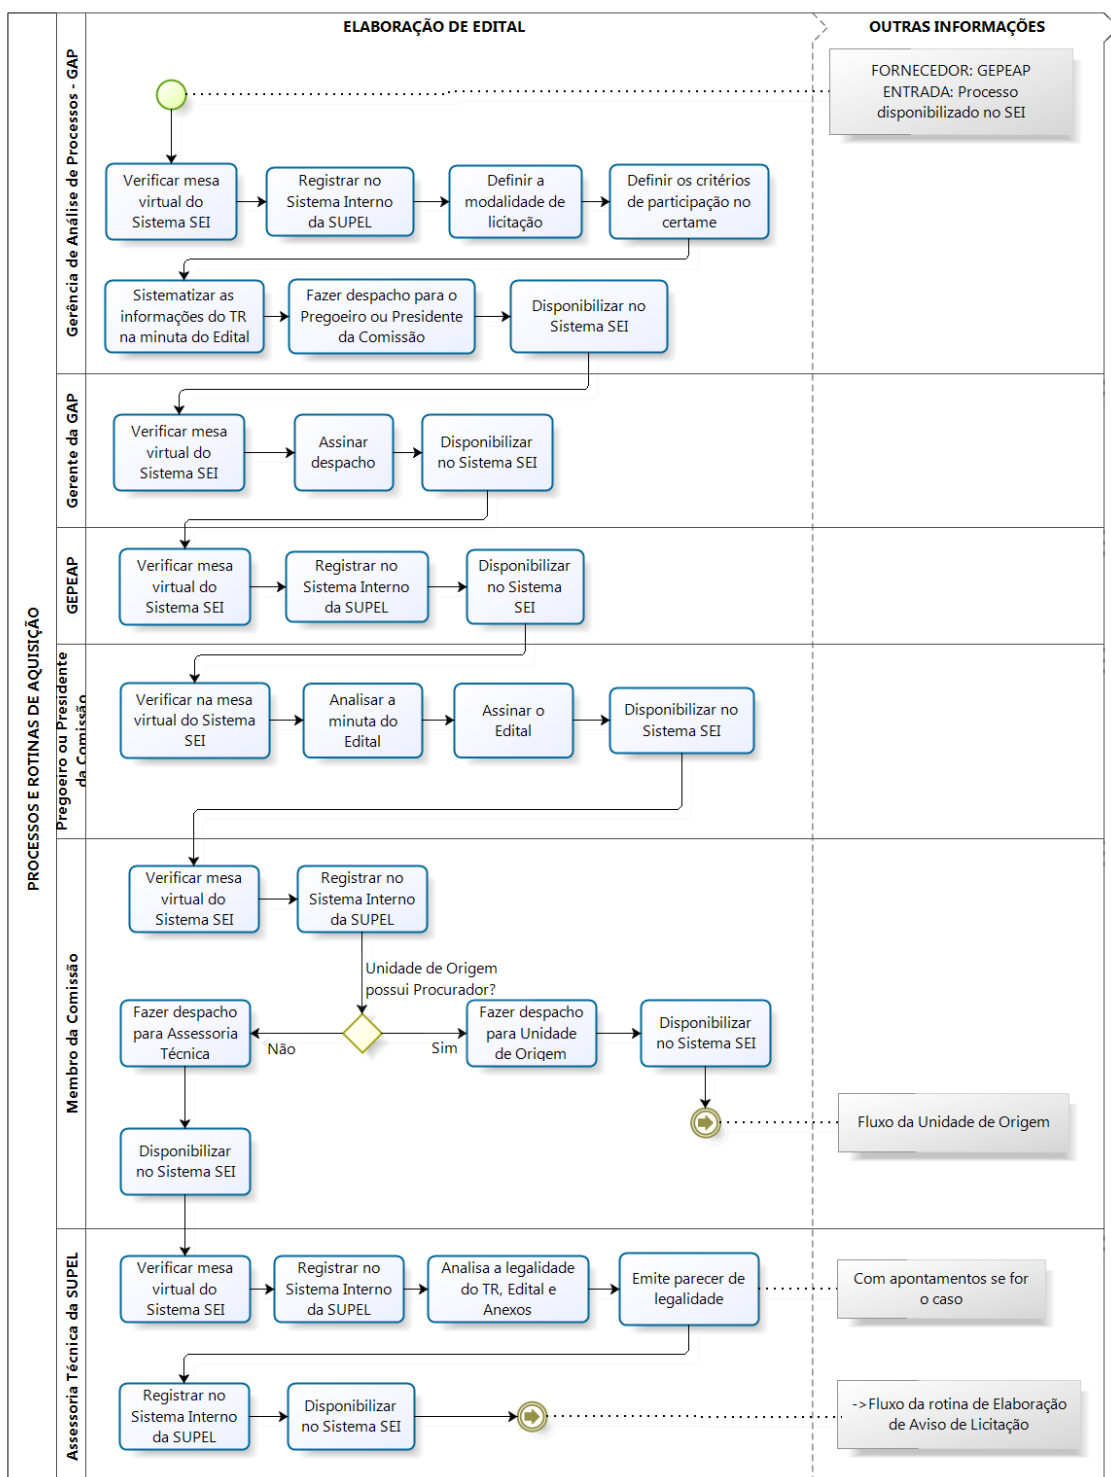 PROCESSOS E ROTINAS DE AQUISIÇÃO
ELABORAÇÃO DE EDITAL
OUTRAS INFORMAÇÕES
Gerência de Análise de Processos - GAP
FORNECEDOR: GEPEAP
ENTRADA: Processo
disponibilizado no SEI
Verificar mesa
virtual do
Sistema SEI
Registrar no
Sistema Interno
da SUPEL
Definir a
modalidade de
licitação
Definir os critérios
de participação no
certame
Sistematizar as
informações do TR
na minuta do Edital
Fazer despacho para o
Pregoeiro ou Presidente
da Comissão
Disponibilizar no
Sistema SEI
Gerente da GAP
Verificar mesa
virtual do
Sistema SEI
Assinar
despacho
Disponibilizar
no Sistema SEI
GEPEAP
Verificar mesa
virtual do
Sistema SEI
Registrar no
Sistema Interno
da SUPEL
Disponibilizar
no Sistema
SEI
Pregoeiro ou Presidente
da Comissão
Verificar na mesa
virtual do Sistema
SEI
Analisar a
minuta do
Edital
Assinar o
Edital
Disponibilizar no
Sistema SEI
Membro da Comissão
Verificar mesa
virtual do
Sistema SEI
Registrar no
Sistema Interno
da SUPEL
Unidade de Origem
possui Procurador?
Fazer despacho
para Assessoria
Técnica
Não
Sim
Fazer despacho
para Unidade
de Origem
Disponibilizar
no Sistema SEI
Fluxo da Unidade de Origem
Disponibilizar
no Sistema SEI
Assessoria Técnica da SUPEL
Verificar mesa
virtual do
Sistema SEI
Registrar no
Sistema Interno
da SUPEL
Analisa a legalidade
do TR, Edital e
Anexos
Emite parecer de
legalidade
Com apontamentos se for
o caso
Registrar no
Sistema Interno
da SUPEL
Disponibilizar
no Sistema SEI
->Fluxo da rotina de Elaboração
de Aviso de Licitação